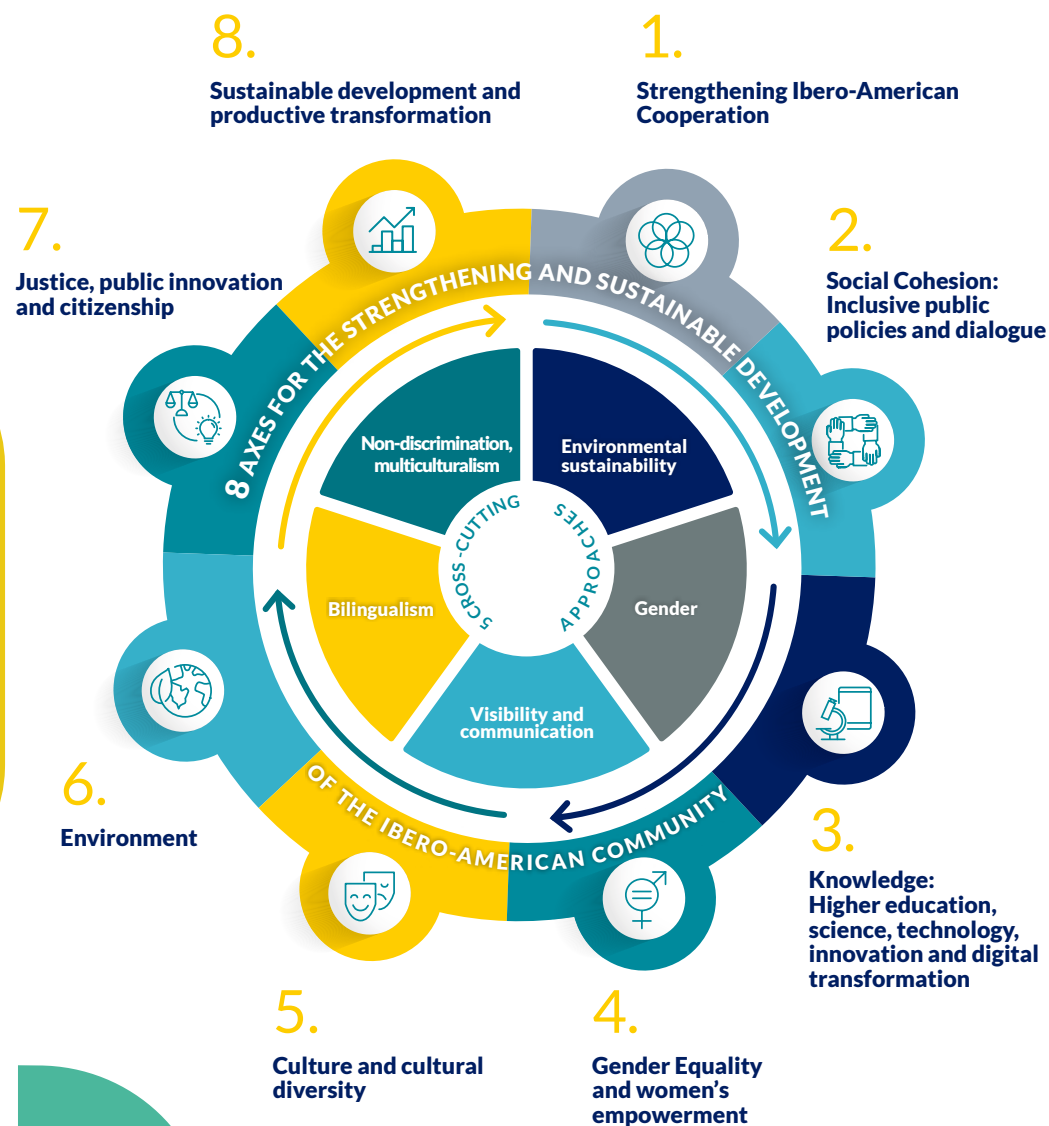 8.
Sustainable development and
productive transformation
1.
Strengthening Ibero-American
Cooperation
7.
Justice, public innovation
and citizenship
2.
Social Cohesion:
Inclusive public
policies and dialogue
8 AXES FOR THE STRENGTHENING AND SUSTAINABLE DEVELOPMENT
OF THE IBERO-AMERICAN COMMUNITY
Non-discrimination,
multiculturalism
Environmental
sustainability
5 CROSS-CUTTING
APPROACHES
Bilingualism
Gender
Visibility and
communication
6.
Environment
3.
Knowledge:
Higher education,
science, technology,
innovation and digital
transformation
5.
Culture and cultural
diversity
4.
Gender Equality
and women’s
empowerment